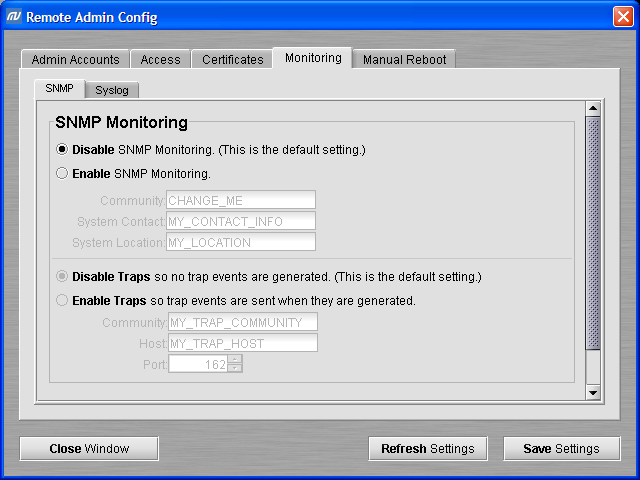 Remote Admin Config
Admin Accounts Access Certificates Monitoring Manual Reboot
SNMP Syslog
SNMP Monitoring
Disable SNMP Monitoring. (This is the default setting.)
Enable SNMP Monitoring.
Community: CHANGE_ME
System Contact: MY_CONTACT_INFO
System Location: MY_LOCATION
Disable Traps so no trap events are generated. (This is the default setting.)
Enable Traps so trap events are sent when they are generated.
Community: MY_TRAP_COMMUNITY
Host: MY_TRAP_HOST
Port: 162
Close Window Refresh Settings Save Settings